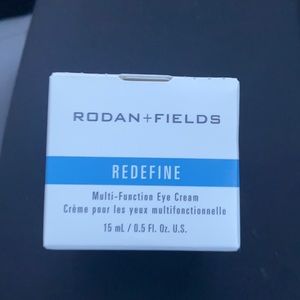 RODAN+FIELDS
REDEFINE
Multi-Function Eye Cream
Crème pour les yeux multifonctionnelle
15 mL / 0.5 Fl. Oz. U.S.